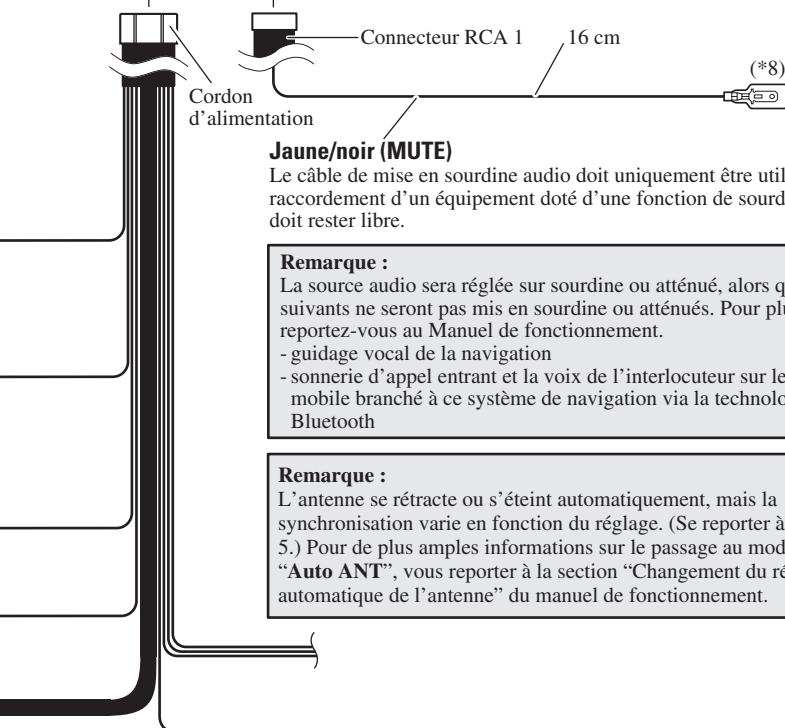 Connecteur RCA 1
16 cm
(*8)
Cordon
d’alimentation
Jaune/noir (MUTE)
Le câble de mise en sourdine audio doit uniquement être
raccordement d’un équipement doté d’une fonction de
doit rester libre.
Remarque :
La source audio sera réglée sur sourdine ou atténué, alors
suivants ne seront pas mis en sourdine ou atténués. Pour
reportez-vous au Manuel de fonctionnement.
- guidage vocal de la navigation
- sonnerie d’appel entrant et la voix de l’interlocuteur sur le
mobile branché à ce système de navigation via la
Bluetooth
Remarque :
L’antenne se rétracte ou s’éteint automatiquement, mais la
synchronisation varie en fonction du réglage. (Se reporter à
5.) Pour de plus amples informations sur le passage au
“Auto ANT”, vous reporter à la section “Changement du
automatique de l’antenne” du manuel de fonctionnement.